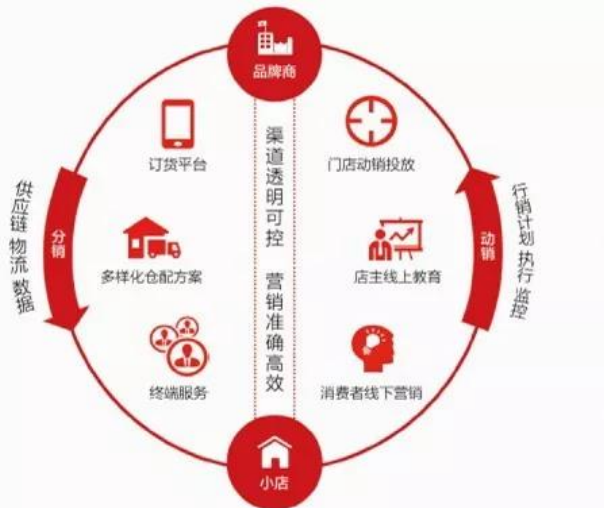 品牌商
订货平台
门店动销投放
渠道透明可控 营销准确高效
供应链 物流 数据
分销
多样化仓配方案
店主线上教育
动销
行销计划 执行 监控
终端服务
消费者线下营销
小店